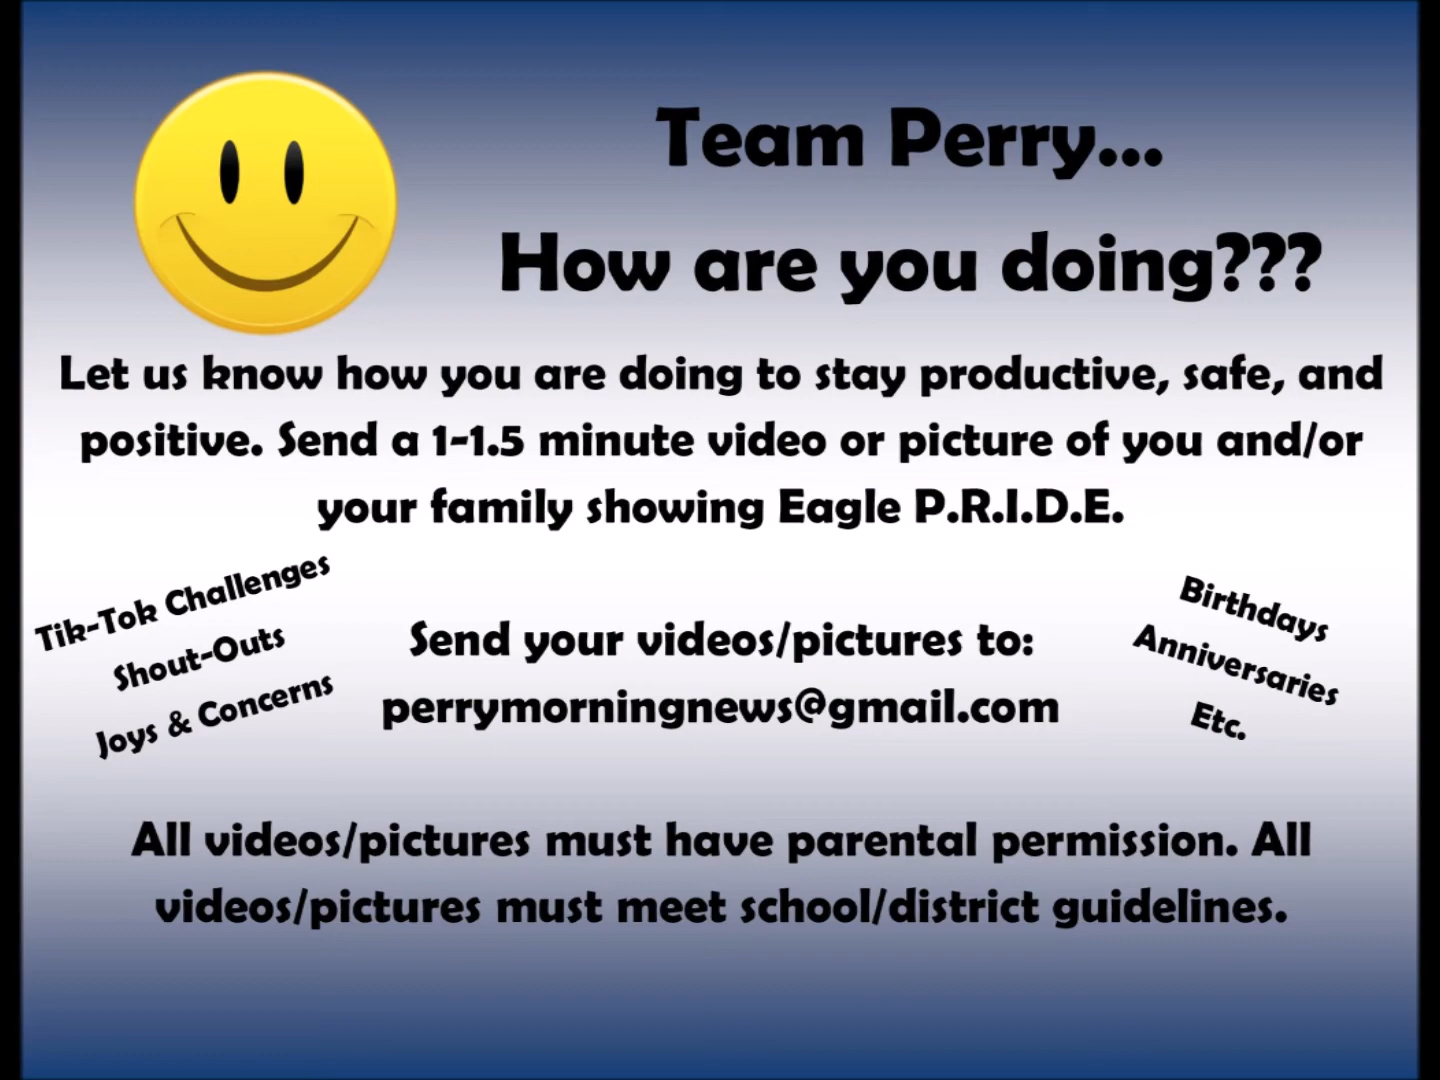 Team Perry...
How are you doing???
Let us know how you are doing to stay productive, safe, and
positive. Send a 1-1.5 minute video or picture of you and/or
your family showing Eagle P.R.I.D.E.
Tik-Tok Challenges
Shout-Outs
Joys & Concerns
Send your videos/pictures to:
perrymorningnews@gmail.com
Birthdays
Anniversaries
Etc.
All videos/pictures must have parental permission. All
videos/pictures must meet school/district guidelines.